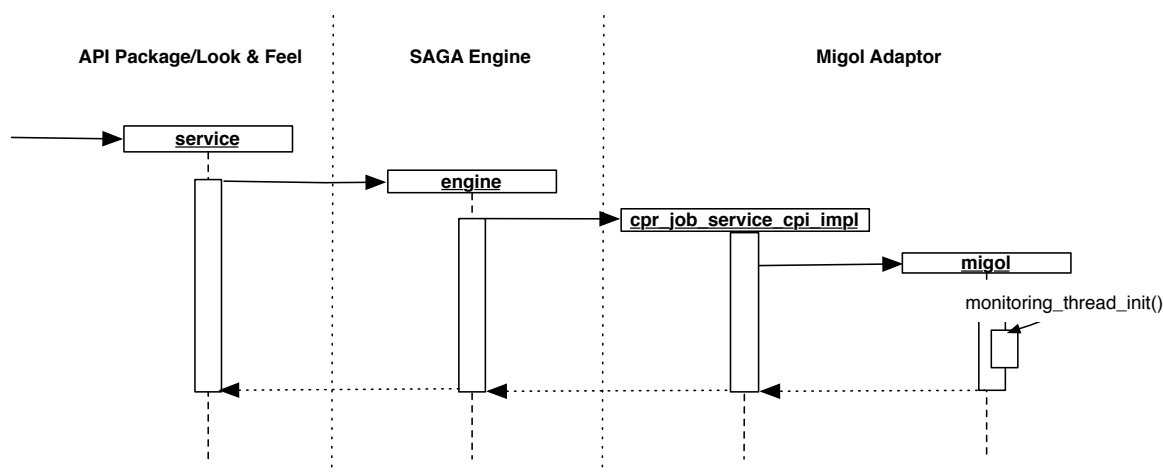 API Package/Look & Feel
SAGA Engine
Migol Adaptor
service
engine
cpr_job_service_cpi_impl
migol
monitoring_thread_init()